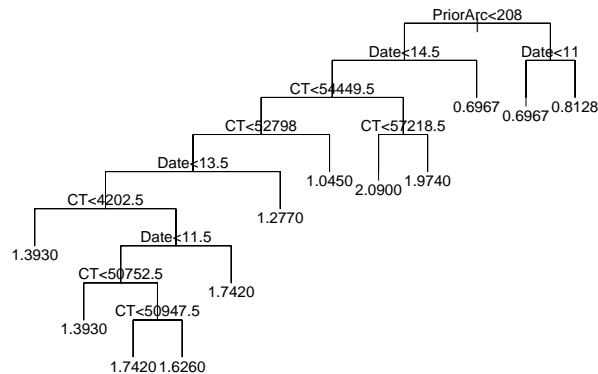 PriorArc<208
Date<14.5
Date<11
CT<54449.5
0.6967
0.6967
0.8128
CT<52798
CT<57218.5
Date<13.5
1.0450
2.0900
1.9740
CT<4202.5
1.2770
1.3930
Date<11.5
CT<50752.5
1.7420
1.3930
CT<50947.5
1.7420
1.6260